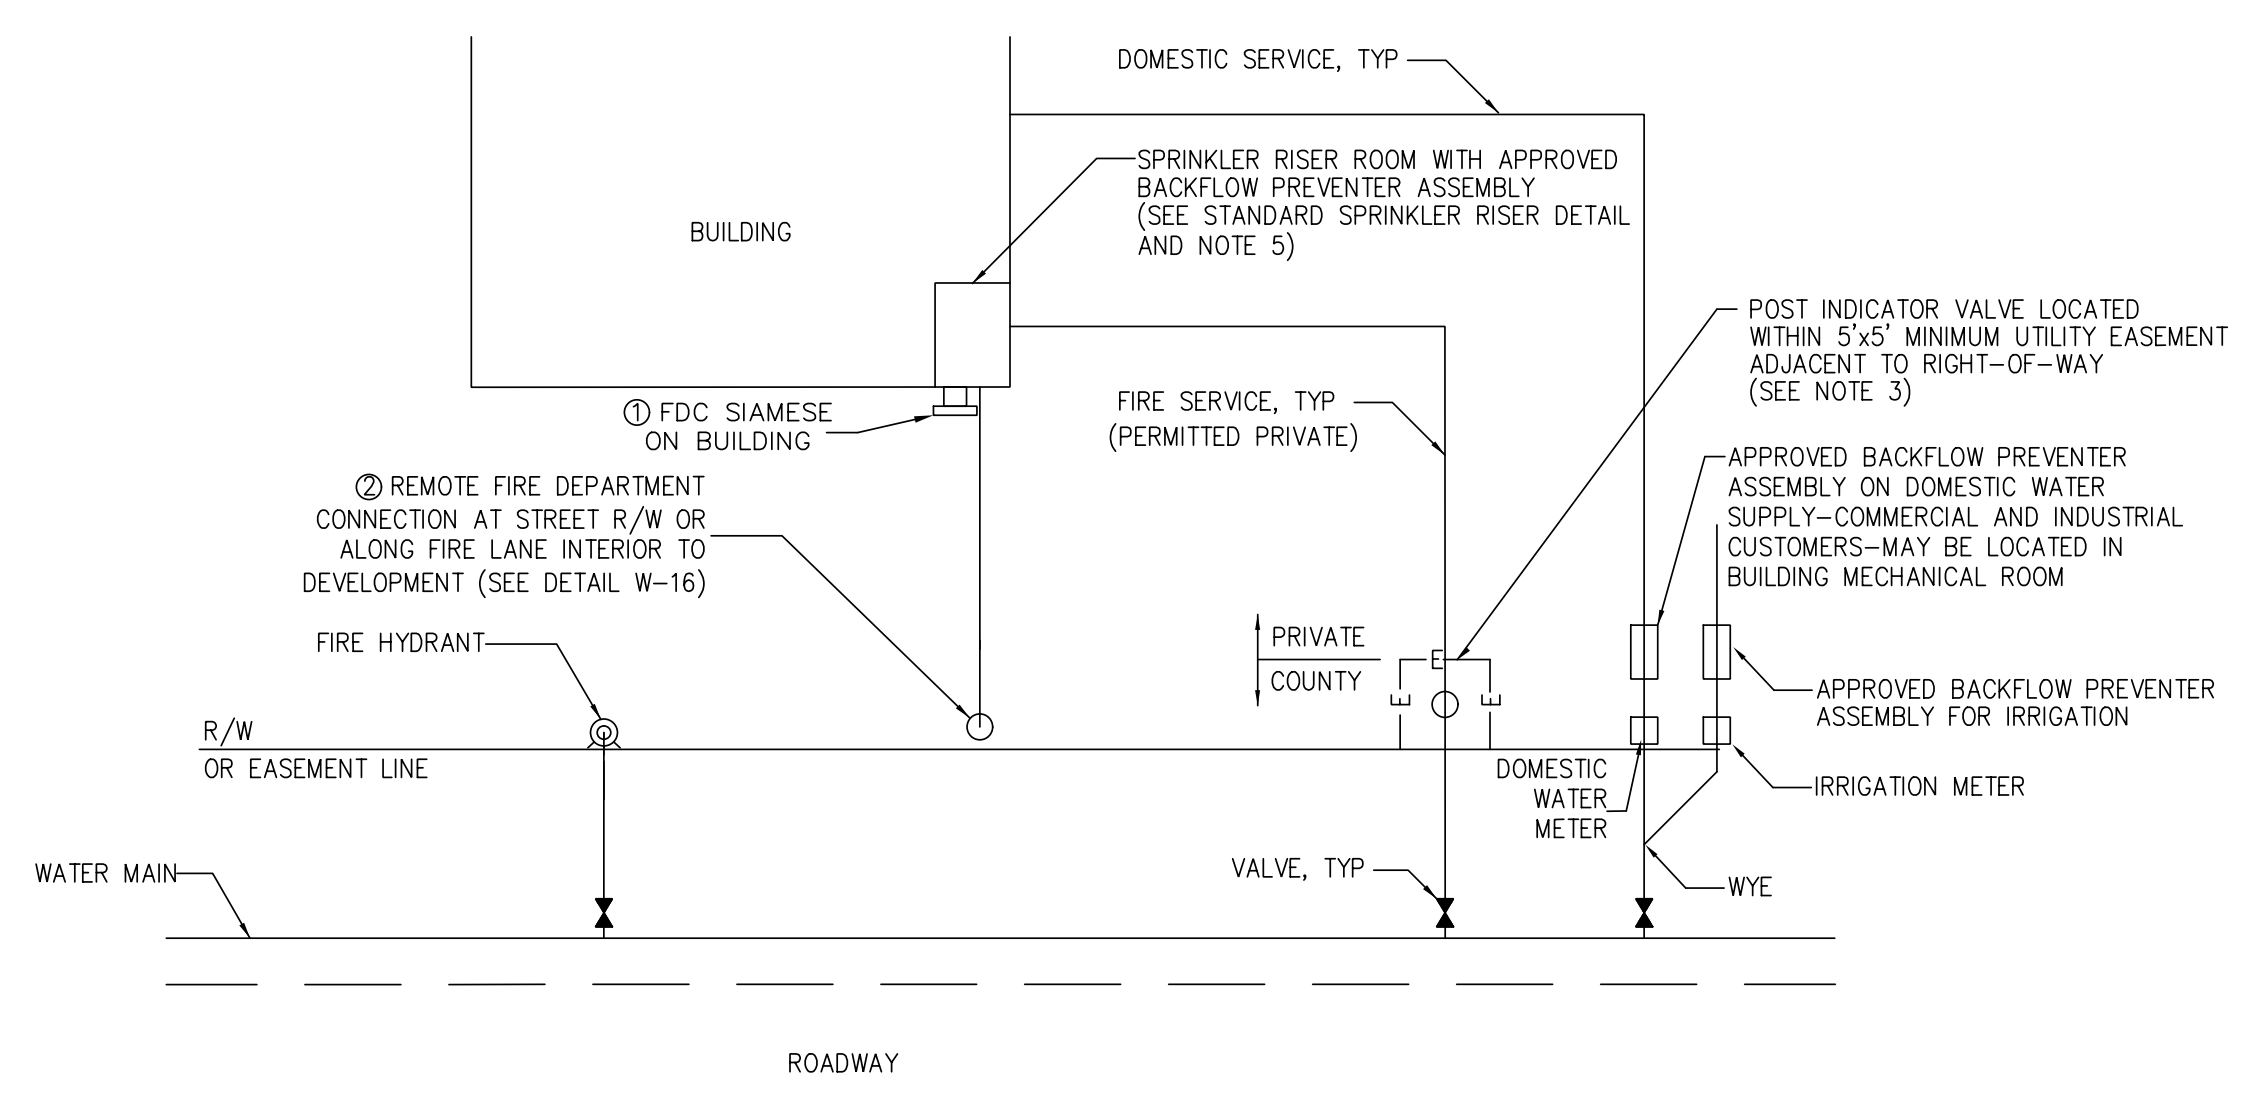 DOMESTIC SERVICE, TYP
SPRINKLER RISER ROOM WITH APPROVED
BACKFLOW PREVENTER ASSEMBLY
(SEE STANDARD SPRINKLER RISER DETAIL
AND NOTE 5)
BUILDING
POST INDICATOR VALVE LOCATED
WITHIN 5'x5' MINIMUM UTILITY EASEMENT
ADJACENT TO RIGHT-OF-WAY
(SEE NOTE 3)
① FDC SIAMESE
ON BUILDING
FIRE SERVICE, TYP
(PERMITTED PRIVATE)
APPROVED BACKFLOW PREVENTER
ASSEMBLY ON DOMESTIC WATER
SUPPLY-COMMERCIAL AND INDUSTRIAL
CUSTOMERS-MAY BE LOCATED IN
BUILDING MECHANICAL ROOM
② REMOTE FIRE DEPARTMENT
CONNECTION AT STREET R/W OR
ALONG FIRE LANE INTERIOR TO
DEVELOPMENT (SEE DETAIL W-16)
FIRE HYDRANT
PRIVATE
COUNTY
E
E
E
APPROVED BACKFLOW PREVENTER
ASSEMBLY FOR IRRIGATION
R/W
OR EASEMENT LINE
DOMESTIC
WATER
METER
IRRIGATION METER
WATER MAIN
VALVE, TYP
WYE
ROADWAY